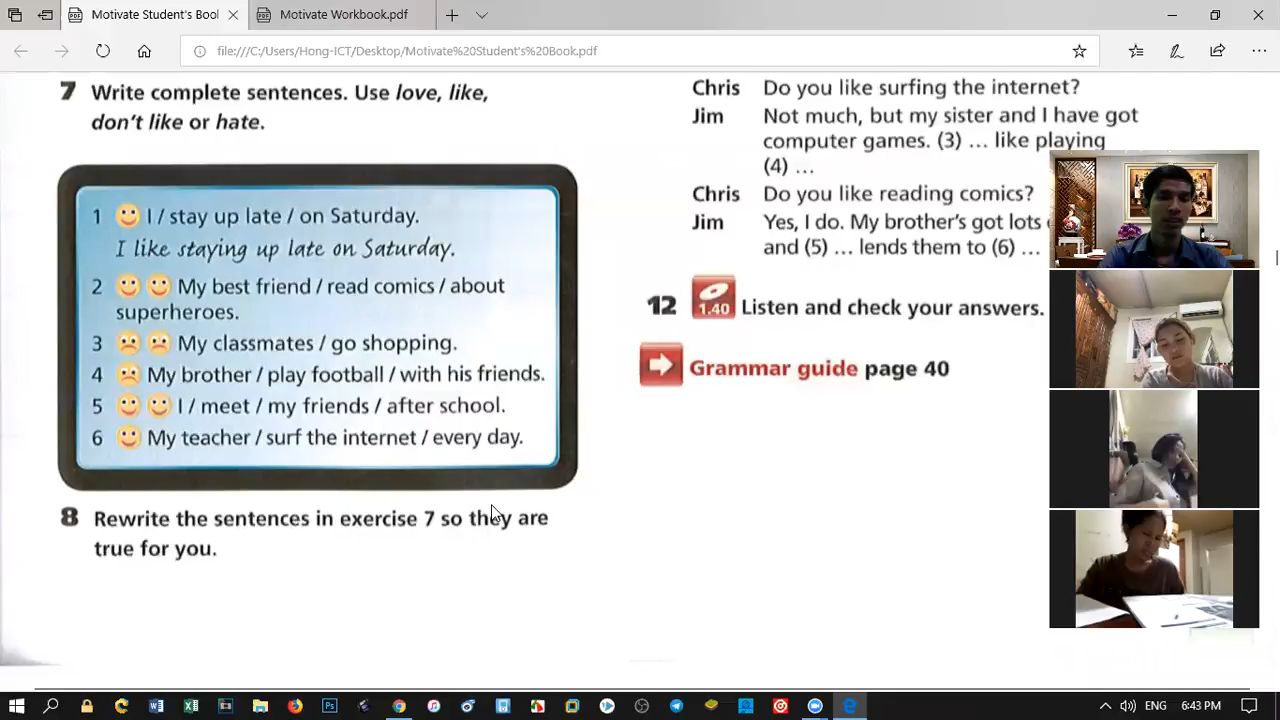 Motivate Student's Bool
Motivate Workbook.pdf
file:///C:/Users/Hong-ICT/Desktop/Motivate%20Student's%20Book.pdf
7 Write complete sentences. Use love, like,
don't like or hate.
1 I / stay up late / on Saturday.
I like staying up late on Saturday.
2 My best friend / read comics / about
superheroes.
3 My classmates / go shopping.
4 My brother / play football / with his friends.
5 I / meet / my friends / after school.
6 My teacher / surf the internet / every day.
8 Rewrite the sentences in exercise 7 so they are
true for you.
Chris Do you like surfing the internet?
Jim Not much, but my sister and I have got
computer games. (3) … like playing
(4) …
Chris Do you like reading comics?
Jim Yes, I do. My brother's got lots
and (5) … lends them to (6) …
12 1.40 Listen and check your answers.
Grammar guide page 40
ENG 6:43 PM